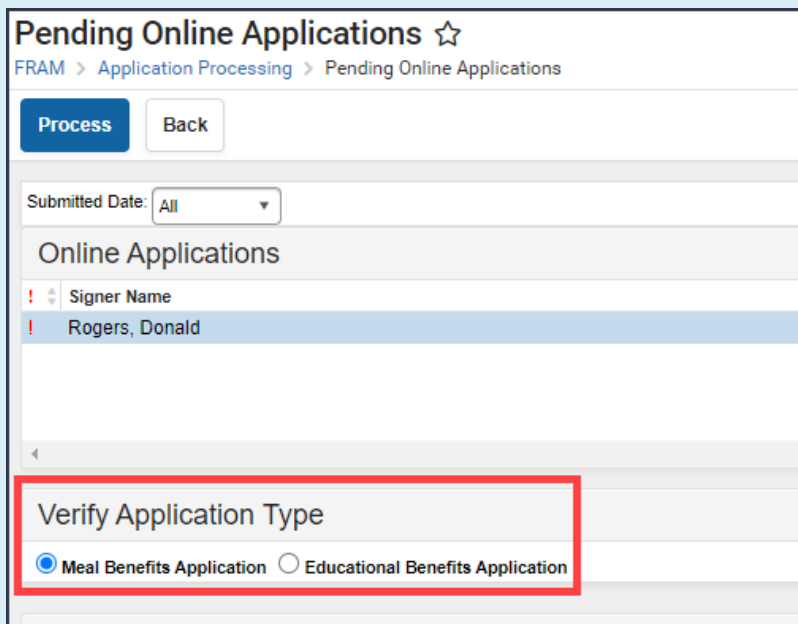 Pending Online Applications
FRAM > Application Processing > Pending Online Applications
Process Back
Submitted Date: All
Online Applications
! Signer Name
! Rogers, Donald
Verify Application Type
Meal Benefits Application Educational Benefits Application